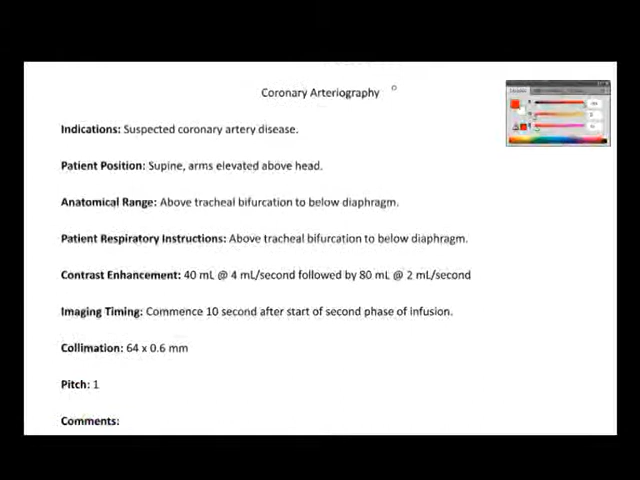 Coronary Arteriography
Indications: Suspected coronary artery disease.
Patient Position: Supine, arms elevated above head.
Anatomical Range: Above tracheal bifurcation to below diaphragm.
Patient Respiratory Instructions: Above tracheal bifurcation to below diaphragm.
Contrast Enhancement: 40 mL @ 4 mL/second followed by 80 mL @ 2 mL/second
Imaging Timing: Commence 10 second after start of second phase of infusion.
Collimation: 64 x 0.6 mm
Pitch: 1
Comments: